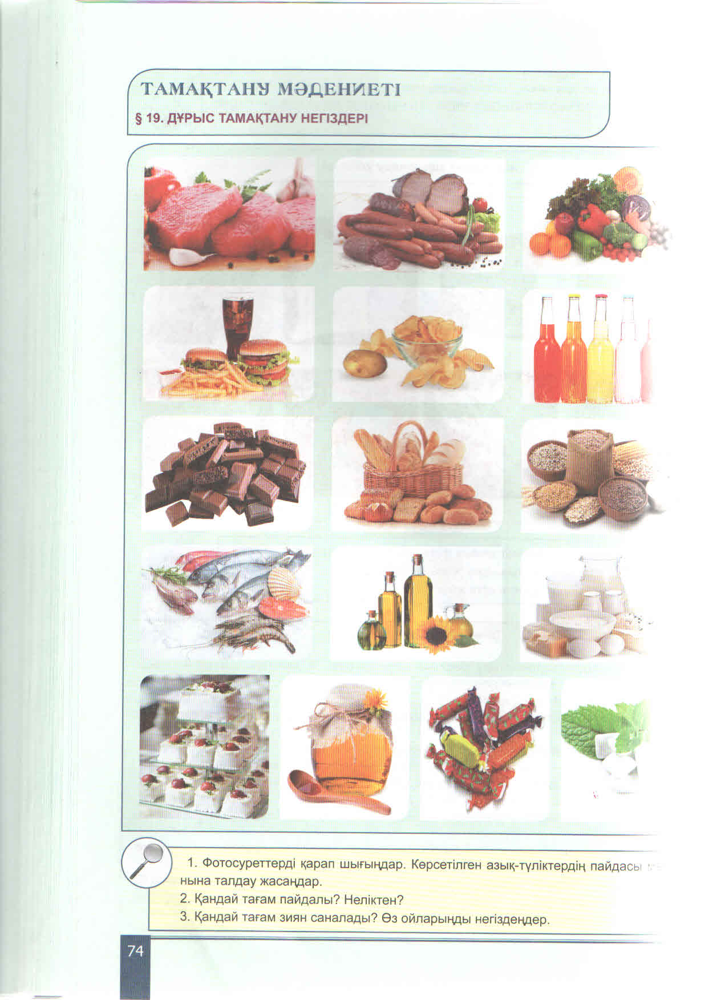 ТАМАҚТАНУ МӘДЕНИЕТІ
§ 19. ДҰРЫС ТАМАҚТАНУ НЕГІЗДЕРІ
1. Фотосуреттерді қарап шығыңдар. Көрсетілген азық-түліктердің пайдасы
нына талдау жасаңдар.
2. Қандай тағам пайдалы? Неліктен?
3. Қандай тағам зиян саналады? Өз ойларыңды негіздеңдер.
74